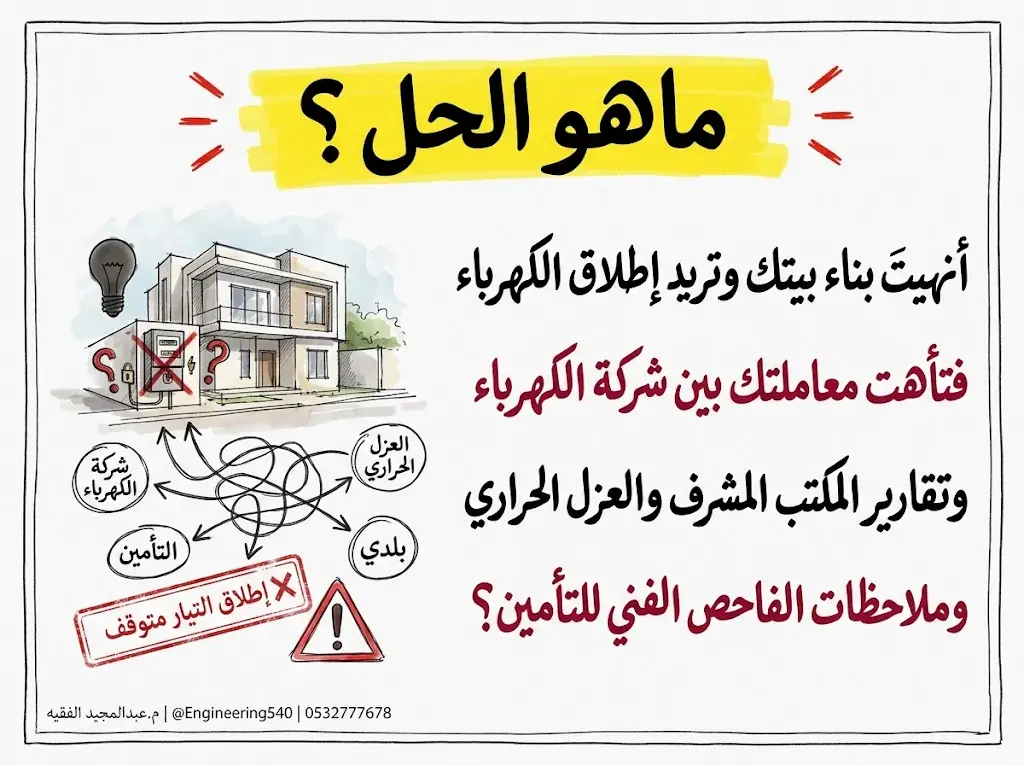 ماهو الحل ؟
أنهيتَ بناء بيتك وتريد إطلاق الكهرباء
فتأهت معاملتك بين شركة الكهرباء
وتقارير المكتب المشرف والعزل الحراري
وملاحظات الفاحص الفني للتأمين؟
؟
؟
العزل
الحراري
شركة
الكهرباء
التأمين
بلدي
إطلاق التيار متوقف
م.عبدالمجيد الفقيه | @Engineering540 | 0532777678